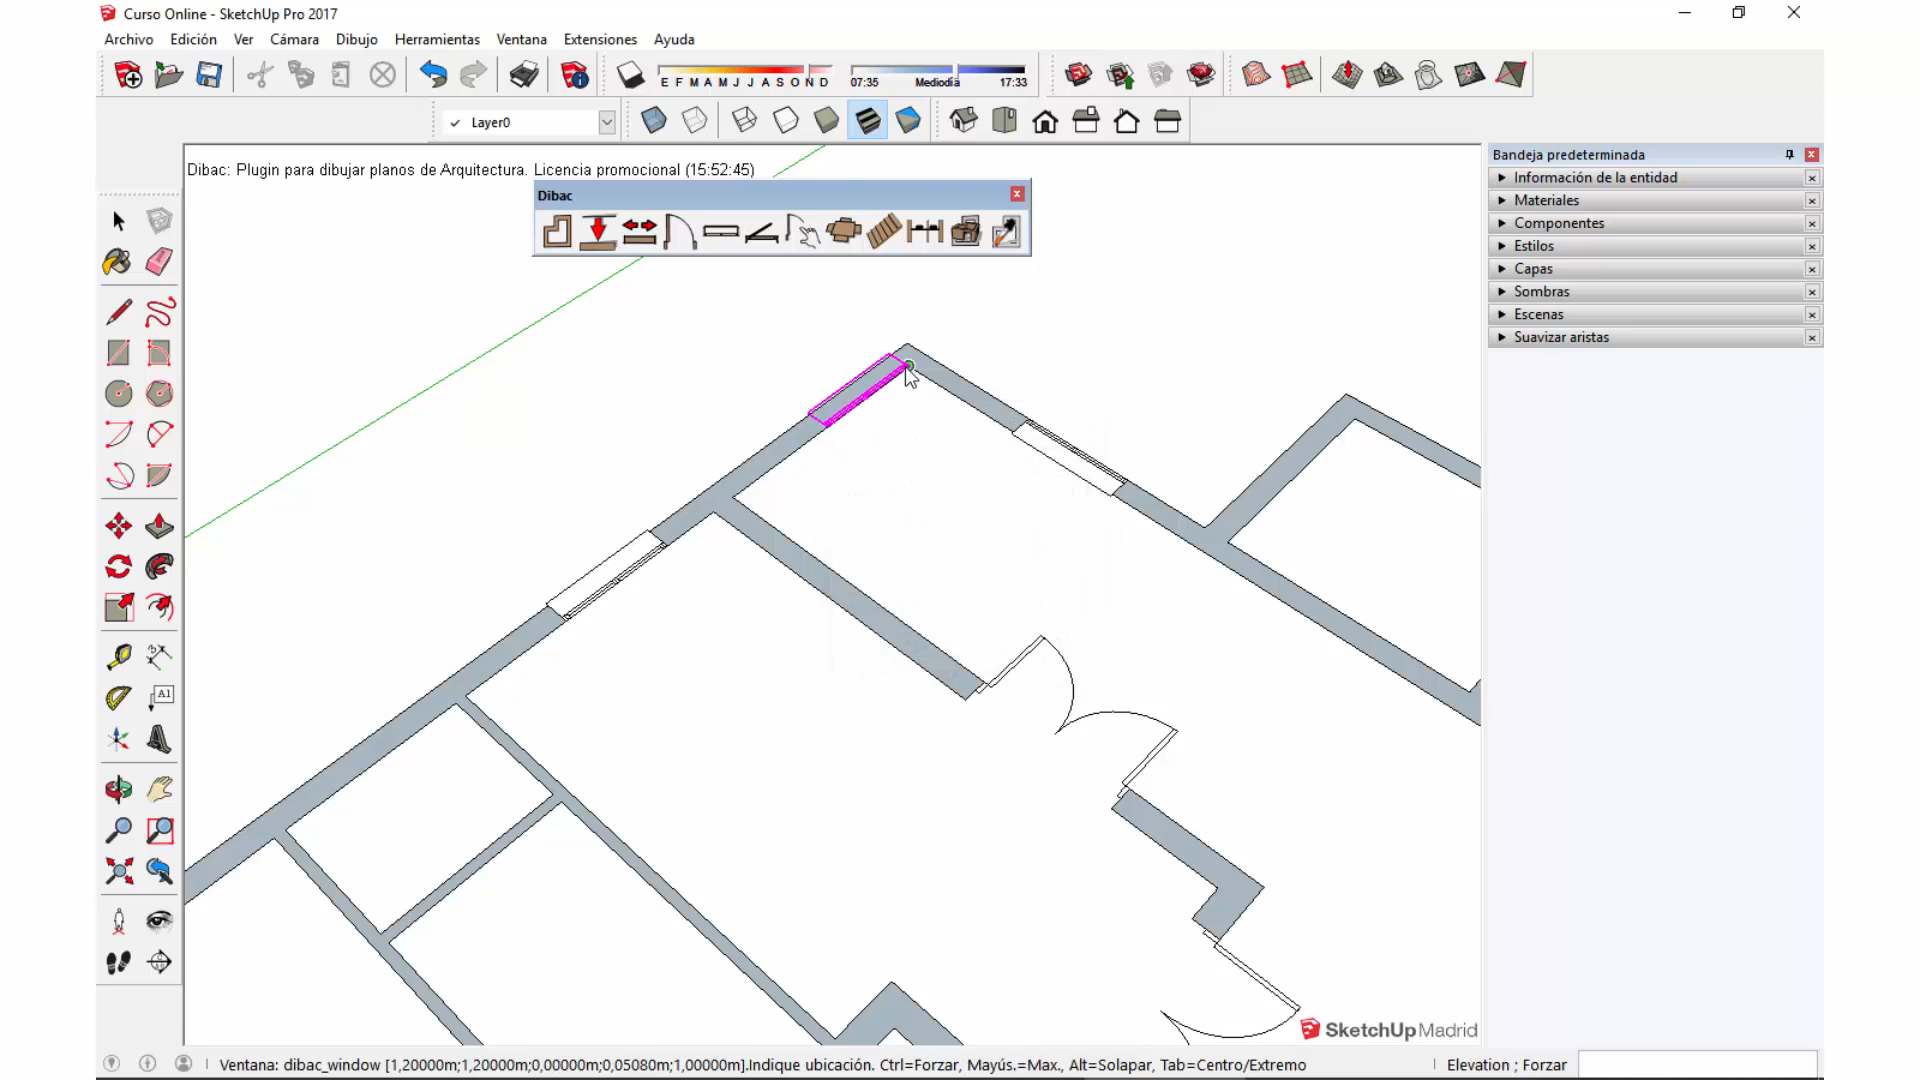 Curso Online - SketchUp Pro 2017
Archivo Edición Ver Cámara Dibujo Herramientas Ventana Extensiones Ayuda
E F M A M J J A S O N D 07:35 Mediodía 17:33
Layer0
Dibac: Plugin para dibujar planos de Arquitectura. Licencia promocional (15:52:45)
Dibac
Bandeja predeterminada
Información de la entidad
Materiales
Componentes
Estilos
Capas
Sombras
Escenas
Suavizar aristas
A1
SketchUp Madrid
Ventana: dibac_window [1,20000m;1,20000m;0,00000m;0,05080m;1,00000m].Indique ubicación. Ctrl=Forzar, Mayús.=Max., Alt=Solapar, Tab=Centro/Extremo
Elevation ; Forzar